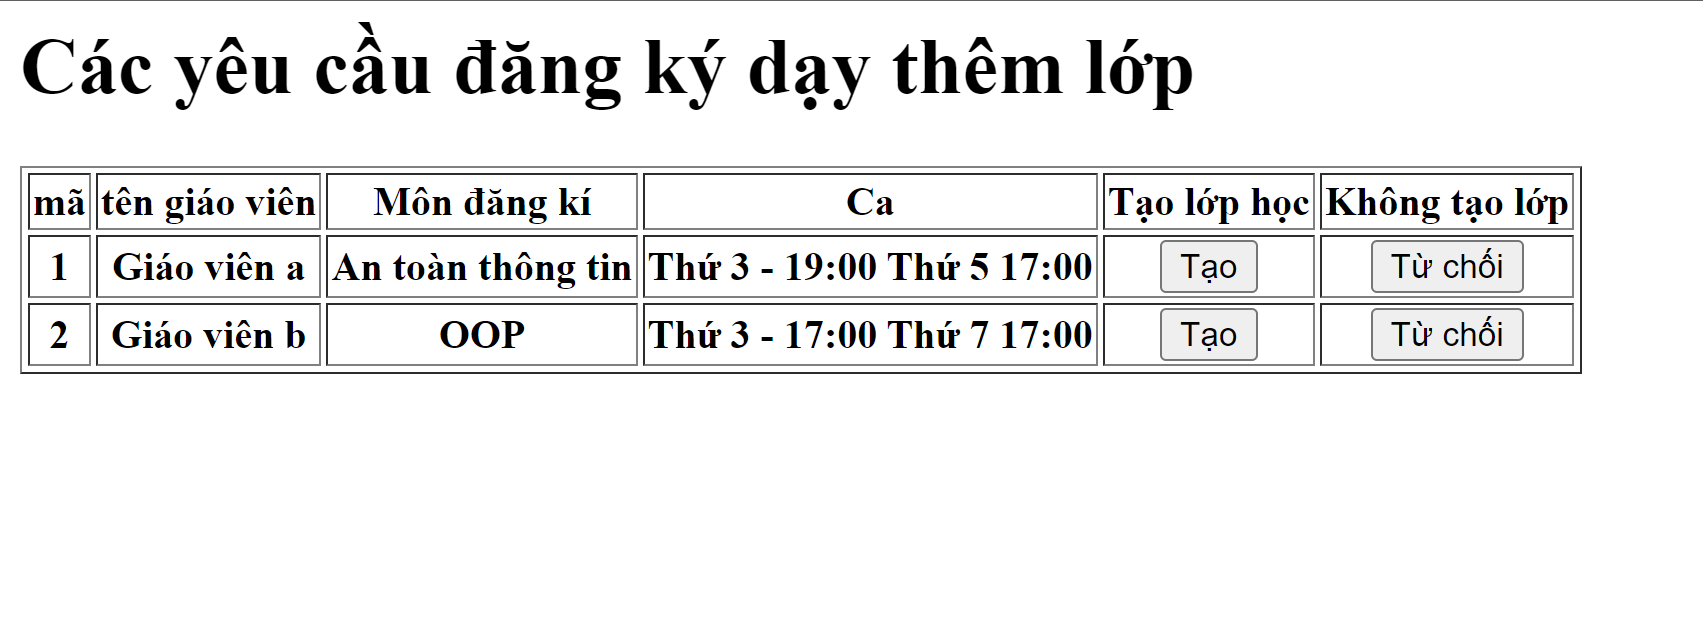 Các yêu cầu đăng ký dạy thêm lớp
mã tên giáo viên Môn đăng kí Ca Tạo lớp học Không tạo lớp
1 Giáo viên a An toàn thông tin Thứ 3 - 19:00 Thứ 5 17:00 Tạo Từ chối
2 Giáo viên b OOP Thứ 3 - 17:00 Thứ 7 17:00 Tạo Từ chối